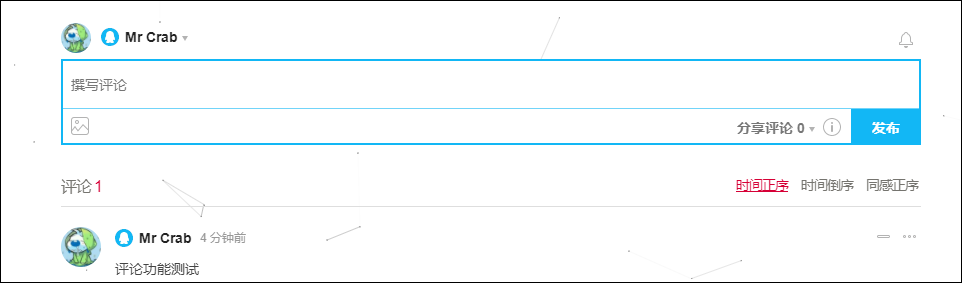 Mr Crab
撰写评论
分享评论 0 发布
评论 1 时间正序 时间倒序 同感正序
Mr Crab 4 分钟前
评论功能测试